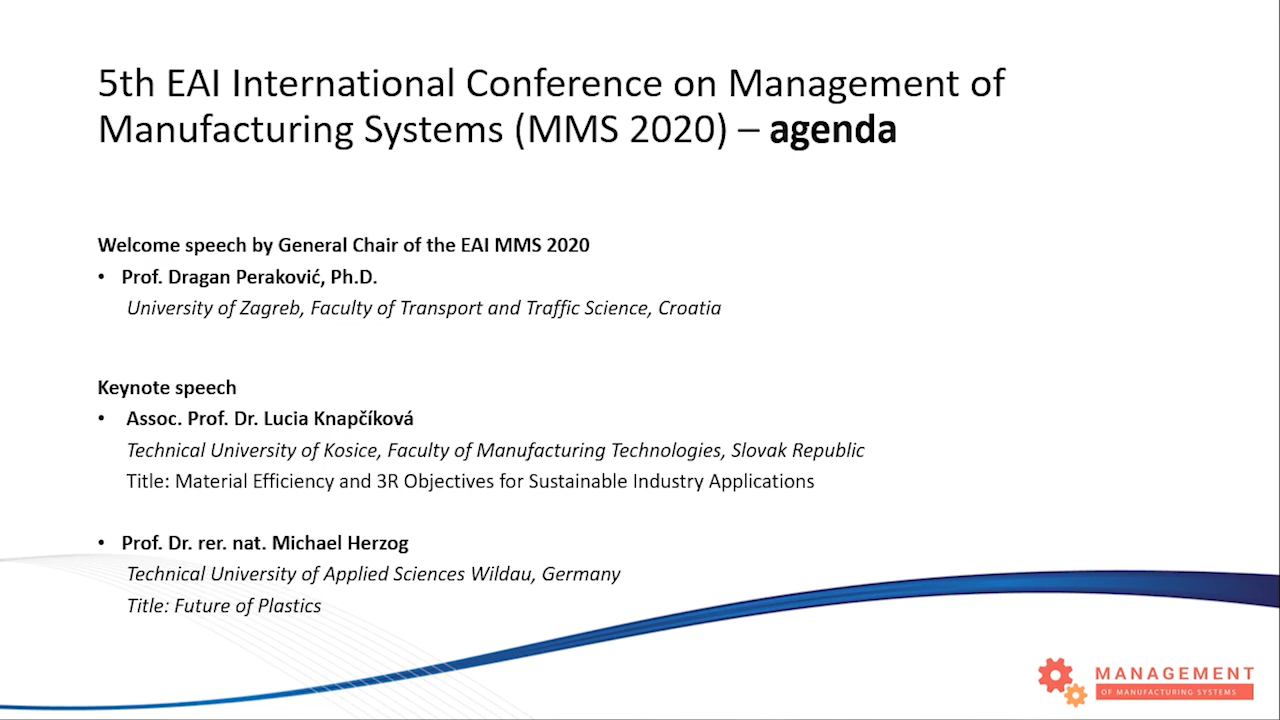 5th EAI International Conference on Management of
Manufacturing Systems (MMS 2020) – agenda
Welcome speech by General Chair of the EAI MMS 2020
• Prof. Dragan Peraković, Ph.D.
University of Zagreb, Faculty of Transport and Traffic Science, Croatia
Keynote speech
• Assoc. Prof. Dr. Lucia Knapčíková
Technical University of Kosice, Faculty of Manufacturing Technologies, Slovak Republic
Title: Material Efficiency and 3R Objectives for Sustainable Industry Applications
• Prof. Dr. rer. nat. Michael Herzog
Technical University of Applied Sciences Wildau, Germany
Title: Future of Plastics
MANAGEMENT
OF MANUFACTURING SYSTEMS